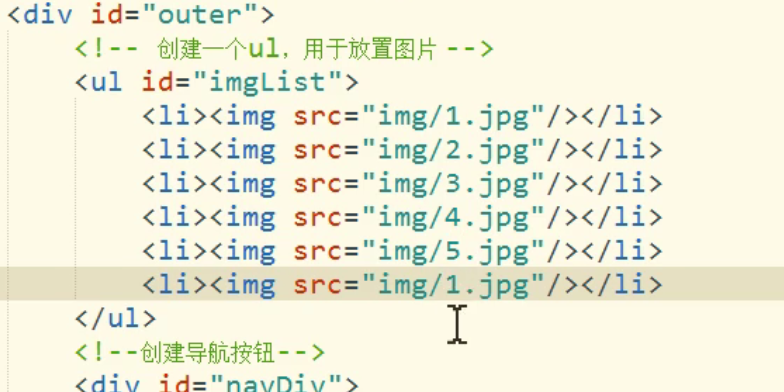 <div id="outer">
<!-- 创建一个ul，用于放置图片 -->
<ul id="imgList">
<li><img src="img/1.jpg"/></li>
<li><img src="img/2.jpg"/></li>
<li><img src="img/3.jpg"/></li>
<li><img src="img/4.jpg"/></li>
<li><img src="img/5.jpg"/></li>
<li><img src="img/1.jpg"/></li>
</ul>
<!--创建导航按钮-->
<div id="navDiv">